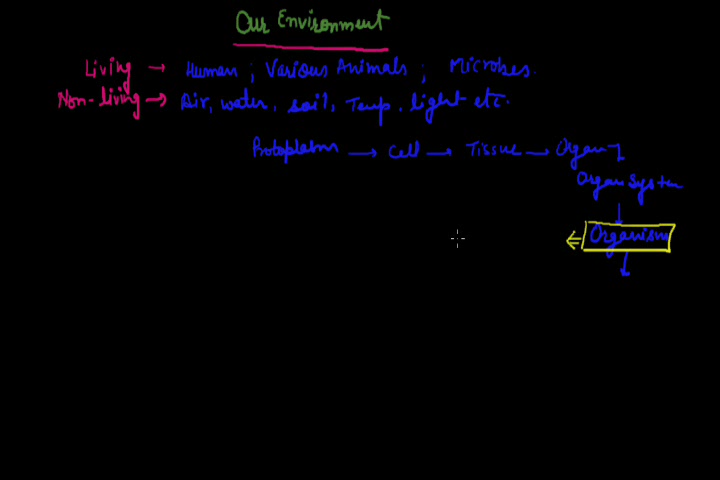 Our Environment
Living → Human ; Various Animals ; Microbes.
Non-living → Air, water, soil, Temp, light etc.
Protoplasm → Cell → Tissue → Organ
Organ System
Organism